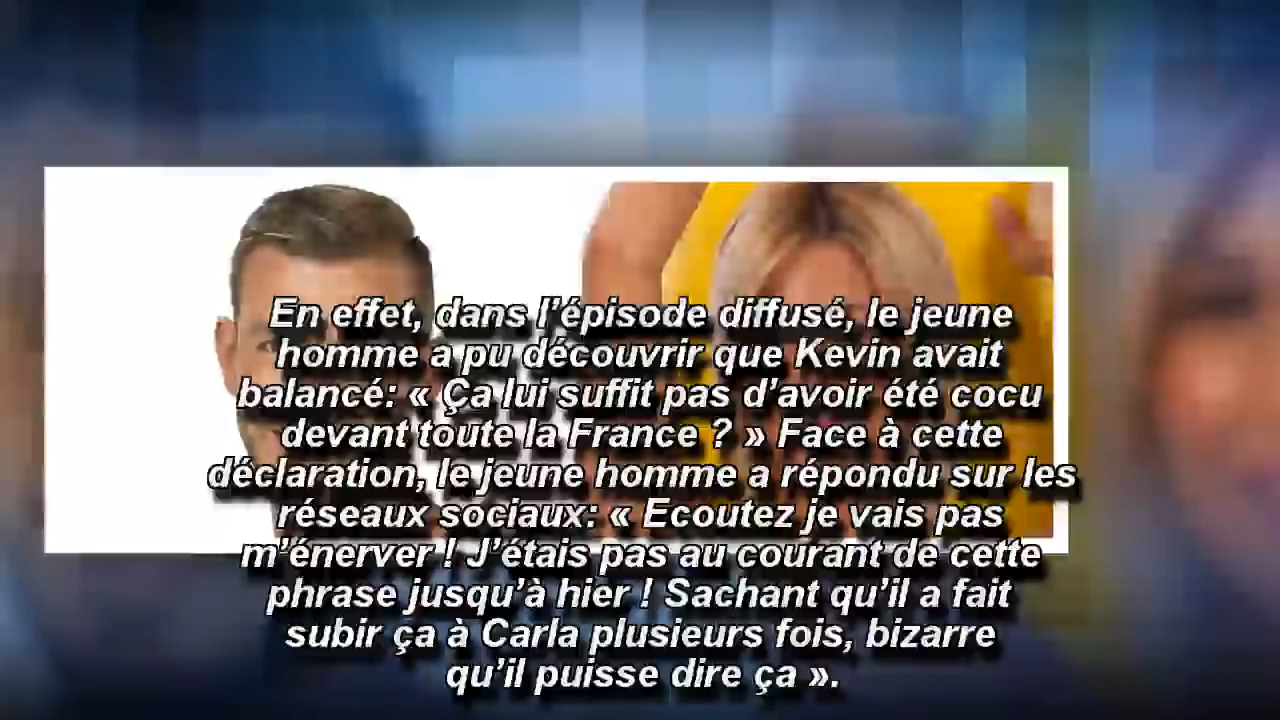 En effet, dans l’épisode diffusé, le jeune
homme a pu découvrir que Kevin avait
balancé: « Ça lui suffit pas d’avoir été cocu
devant toute la France ? » Face à cette
déclaration, le jeune homme a répondu sur les
réseaux sociaux: « Ecoutez je vais pas
m’énerver ! J’étais pas au courant de cette
phrase jusqu’à hier ! Sachant qu’il a fait
subir ça à Carla plusieurs fois, bizarre
qu’il puisse dire ça ».